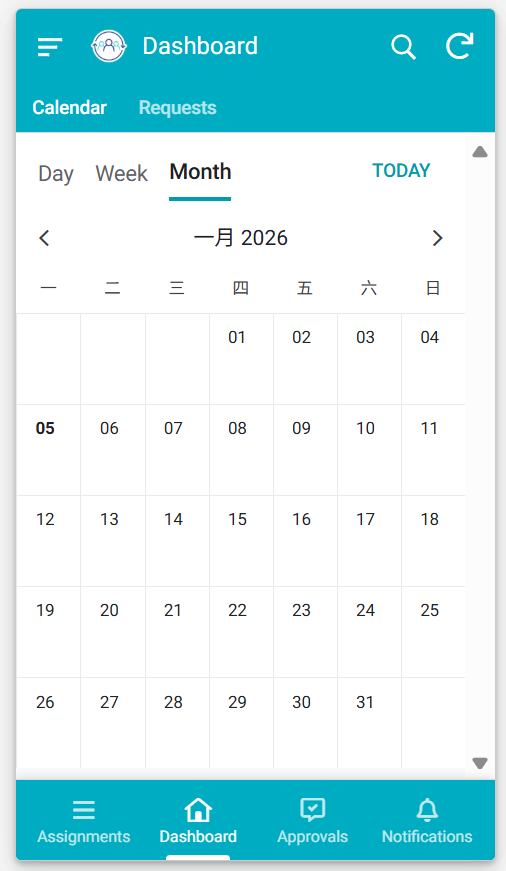 Dashboard
Calendar Requests
Day Week Month TODAY
一月 2026
一 二 三 四 五 六 日
01 02 03 04
05 06 07 08 09 10 11
12 13 14 15 16 17 18
19 20 21 22 23 24 25
26 27 28 29 30 31
Assignments Dashboard Approvals Notifications